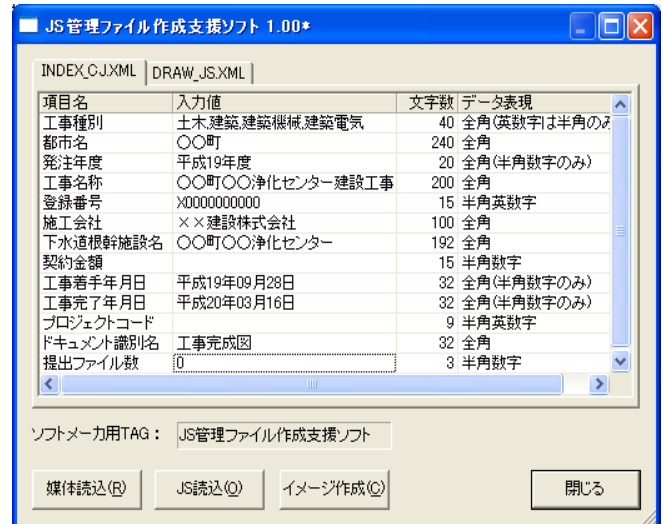 JS管理ファイル作成支援ソフト 1.00*
INDEX_CJ.XML DRAW_JS.XML
項目名 入力値 文字数 データ表現
工事種別 土木,建築,建築機械,建築電気 40 全角(英数字は半角のみ
都市名 〇〇町 240 全角
発注年度 平成19年度 20 全角(半角数字のみ)
工事名称 〇〇町〇〇浄化センター建設工事 200 全角
登録番号 X0000000000 15 半角英数字
施工会社 ××建設株式会社 100 全角
下水道根幹施設名 〇〇町〇〇浄化センター 192 全角
契約金額 15 半角数字
工事着手年月日 平成19年09月28日 32 全角(半角数字のみ)
工事完了年月日 平成20年03月16日 32 全角(半角数字のみ)
プロジェクトコード 9 半角英数字
ドキュメント識別名 工事完成図 32 全角
提出ファイル数 0 3 半角数字
ソフトメーカ用TAG: JS管理ファイル作成支援ソフト
媒体読込(R) JS読込(O) イメージ作成(C) 閉じる